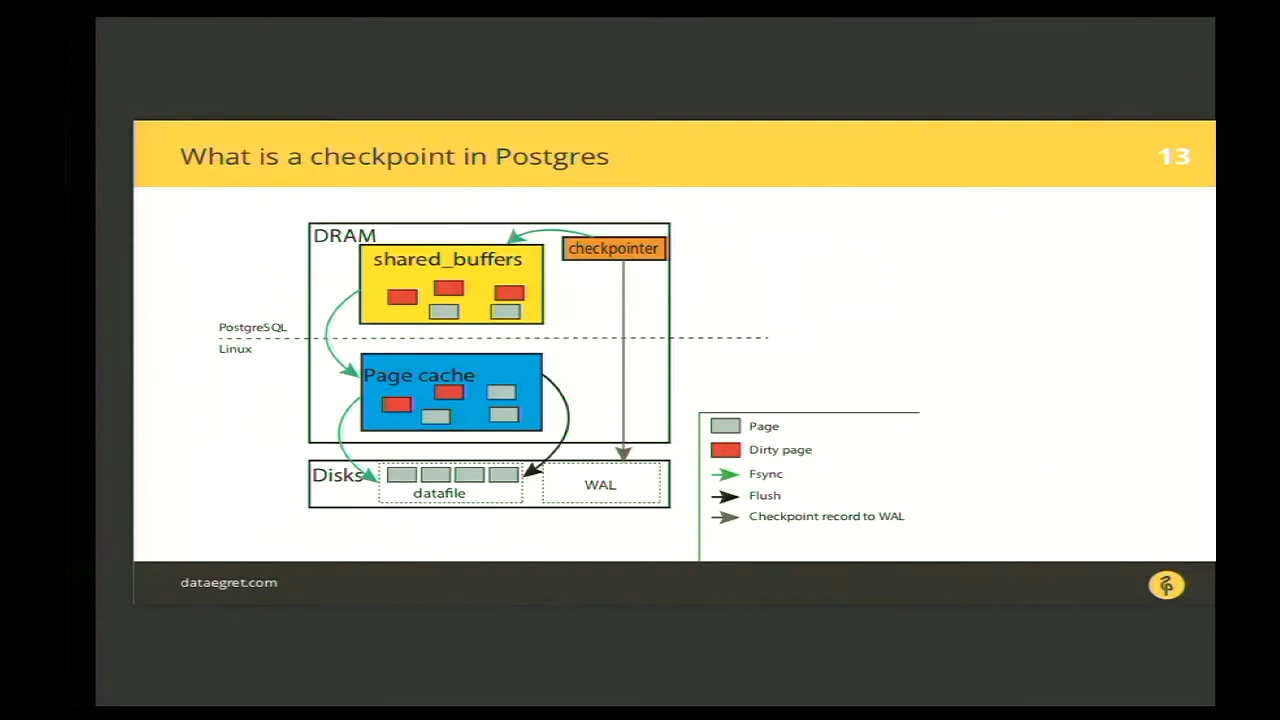 What is a checkpoint in Postgres
13
DRAM
checkpointer
shared_buffers
PostgreSQL
Linux
Page cache
Disks
datafile
WAL
Page
Dirty page
Fsync
Flush
Checkpoint record to WAL
dataegret.com